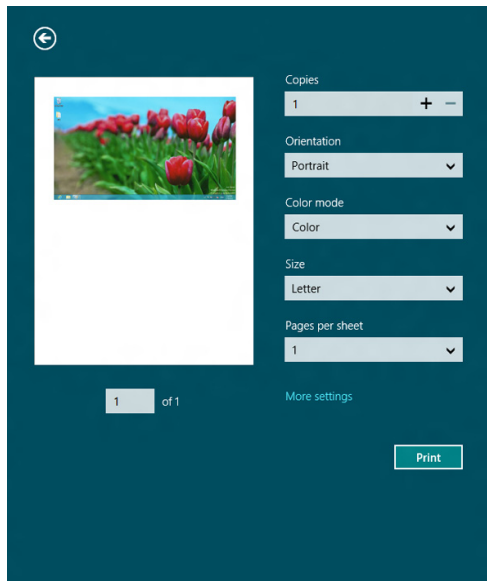 Copies
1
Orientation
Portrait
Color mode
Color
Size
Letter
Pages per sheet
1
1 of 1
More settings
Print